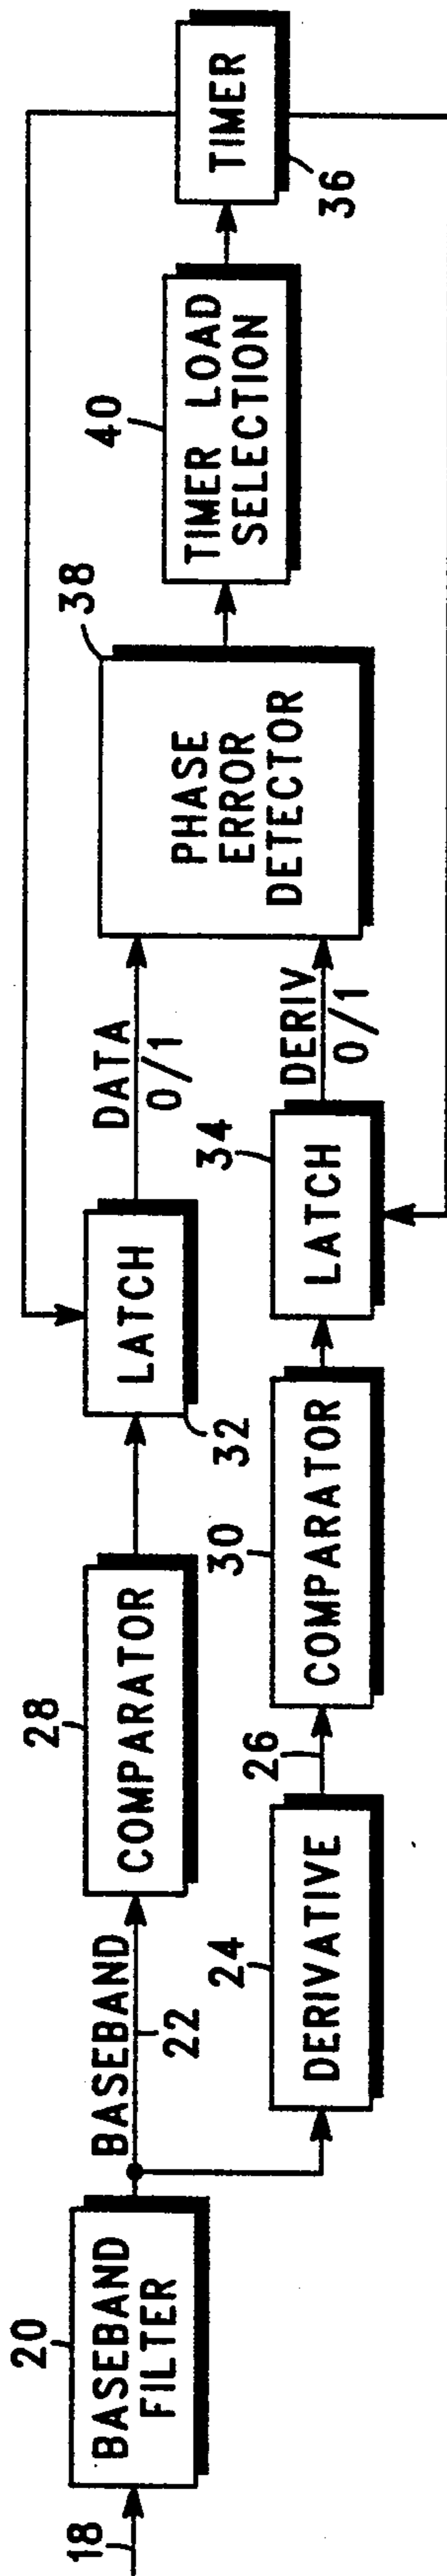 18
20
BASEBAND
FILTER
BASEBAND
22
24
DERIVATIVE
26
28
COMPARATOR
30
COMPARATOR
32
LATCH
34
LATCH
DATA
0/1
DERIV
0/1
38
PHASE
ERROR
DETECTOR
40
TIMER LOAD
SELECTION
TIMER
36